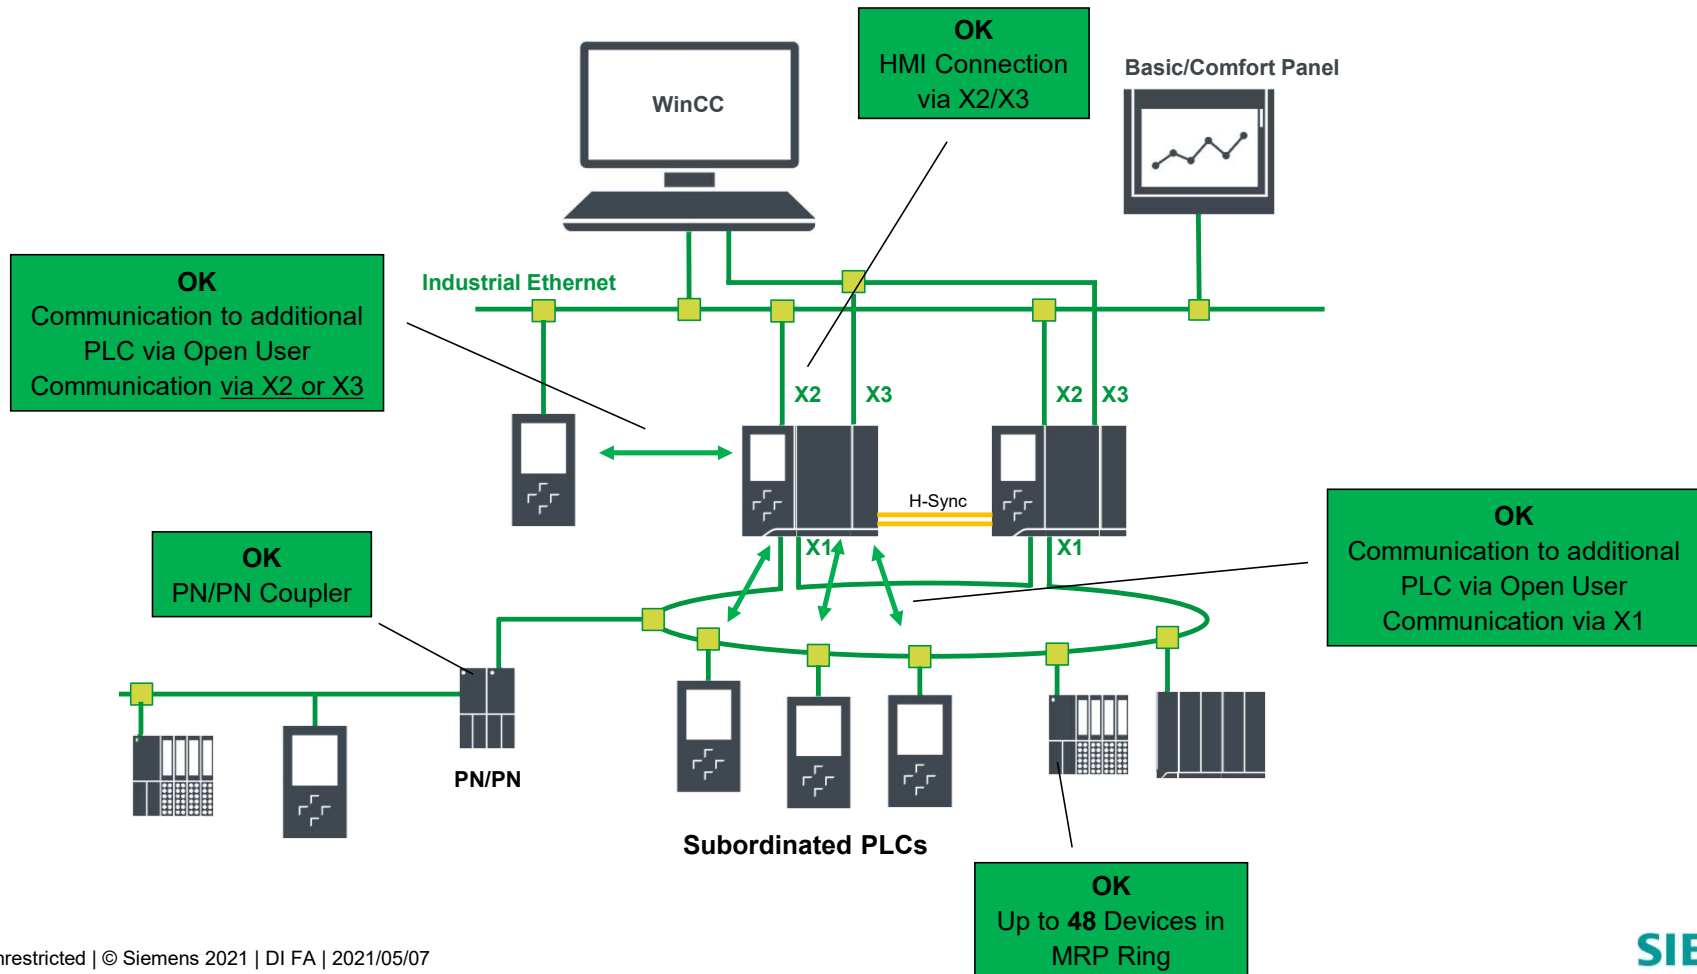 OK
HMI Connection
via X2/X3
Basic/Comfort Panel
WinCC
OK
Communication to additional
PLC via Open User
Communication via X2 or X3
Industrial Ethernet
X2
X3
X2
X3
H-Sync
OK
Communication to additional
PLC via Open User
Communication via X1
X1
X1
OK
PN/PN Coupler
PN/PN
Subordinated PLCs
OK
Up to 48 Devices in
MRP Ring
nrestricted | © Siemens 2021 | DI FA | 2021/05/07
SIE